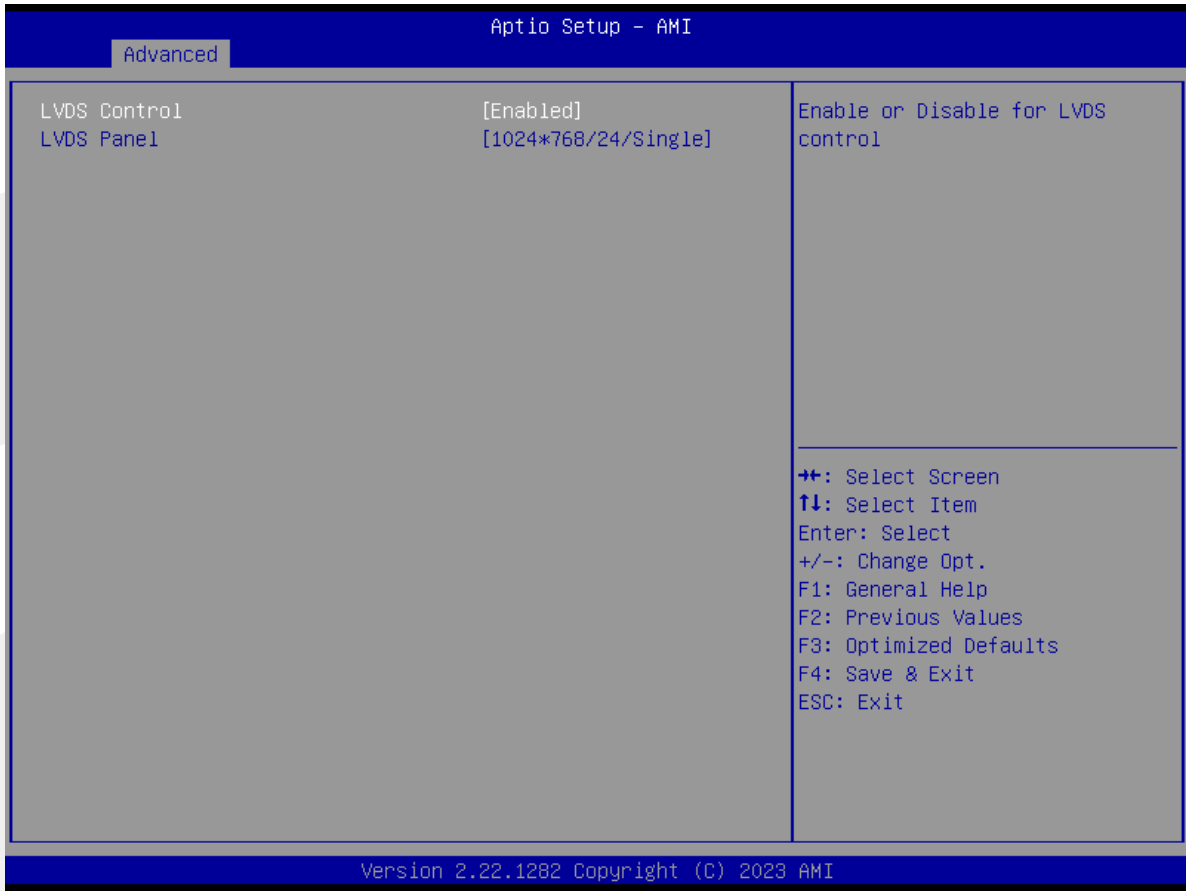 Aptio Setup – AMI
Advanced
LVDS Control [Enabled]
LVDS Panel [1024*768/24/Single]
Enable or Disable for LVDS
control
→←: Select Screen
↑↓: Select Item
Enter: Select
+/-: Change Opt.
F1: General Help
F2: Previous Values
F3: Optimized Defaults
F4: Save & Exit
ESC: Exit
Version 2.22.1282 Copyright (C) 2023 AMI